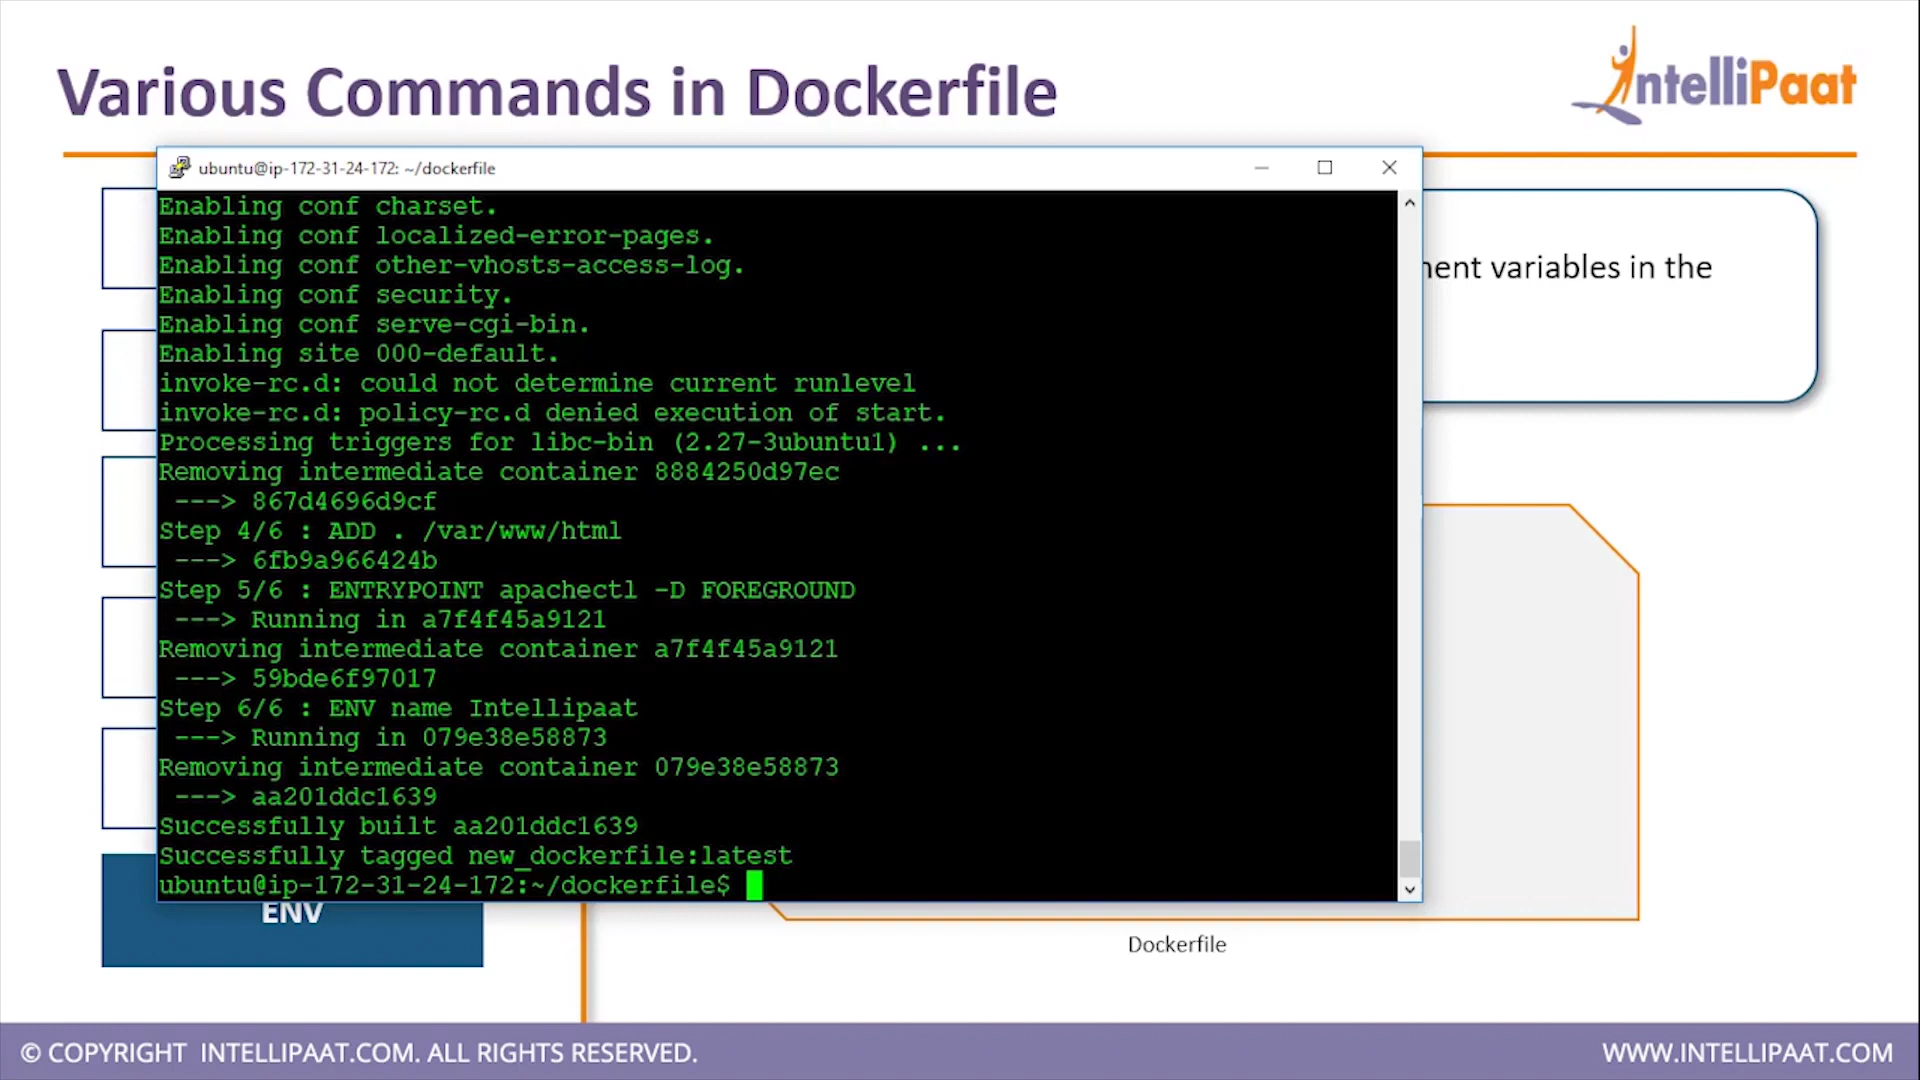 Various Commands in Dockerfile
IntelliPaat
ubuntu@ip-172-31-24-172: ~/dockerfile
Enabling conf charset.
Enabling conf localized-error-pages.
Enabling conf other-vhosts-access-log.
Enabling conf security.
Enabling conf serve-cgi-bin.
Enabling site 000-default.
invoke-rc.d: could not determine current runlevel
invoke-rc.d: policy-rc.d denied execution of start.
Processing triggers for libc-bin (2.27-3ubuntu1) ...
Removing intermediate container 8884250d97ec
---> 867d4696d9cf
Step 4/6 : ADD . /var/www/html
---> 6fb9a966424b
Step 5/6 : ENTRYPOINT apachectl -D FOREGROUND
---> Running in a7f4f45a9121
Removing intermediate container a7f4f45a9121
---> 59bde6f97017
Step 6/6 : ENV name Intellipaat
---> Running in 079e38e58873
Removing intermediate container 079e38e58873
---> aa201ddc1639
Successfully built aa201ddc1639
Successfully tagged new_dockerfile:latest
ubuntu@ip-172-31-24-172:~/dockerfile$
variables in the
ENV
Dockerfile
© COPYRIGHT INTELLIPAAT.COM. ALL RIGHTS RESERVED.
WWW.INTELLIPAAT.COM